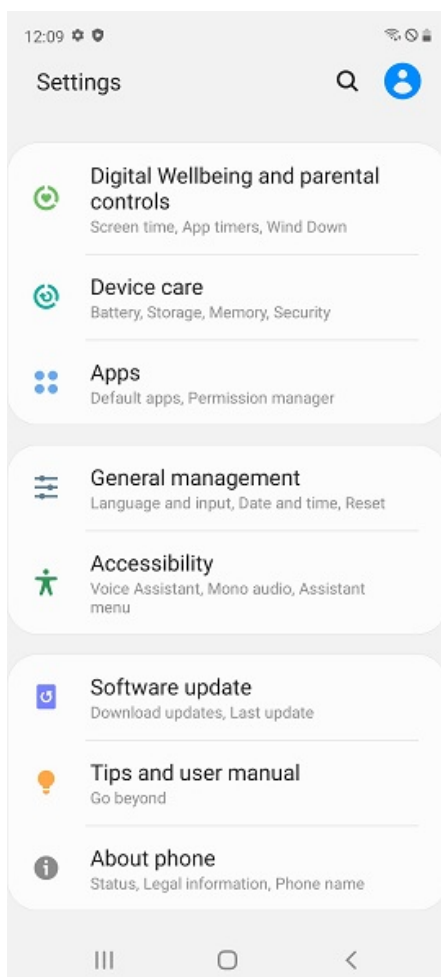 12:09
Settings
Digital Wellbeing and parental
controls
Screen time, App timers, Wind Down
Device care
Battery, Storage, Memory, Security
Apps
Default apps, Permission manager
General management
Language and input, Date and time, Reset
Accessibility
Voice Assistant, Mono audio, Assistant
menu
Software update
Download updates, Last update
Tips and user manual
Go beyond
About phone
Status, Legal information, Phone name